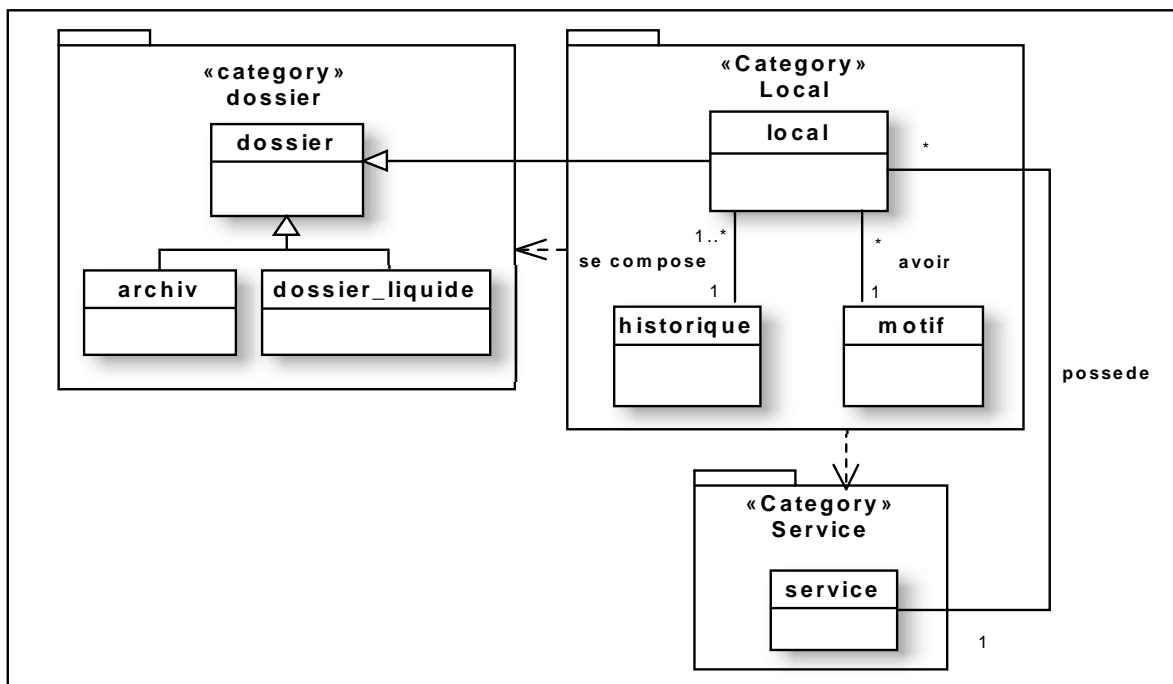 «category»
dossier
dossier
archiv
dossier_liquide
«Category»
Local
local
*
1..*
*
se compose
avoir
1
1
historique
motif
possede
«Category»
Service
service
1